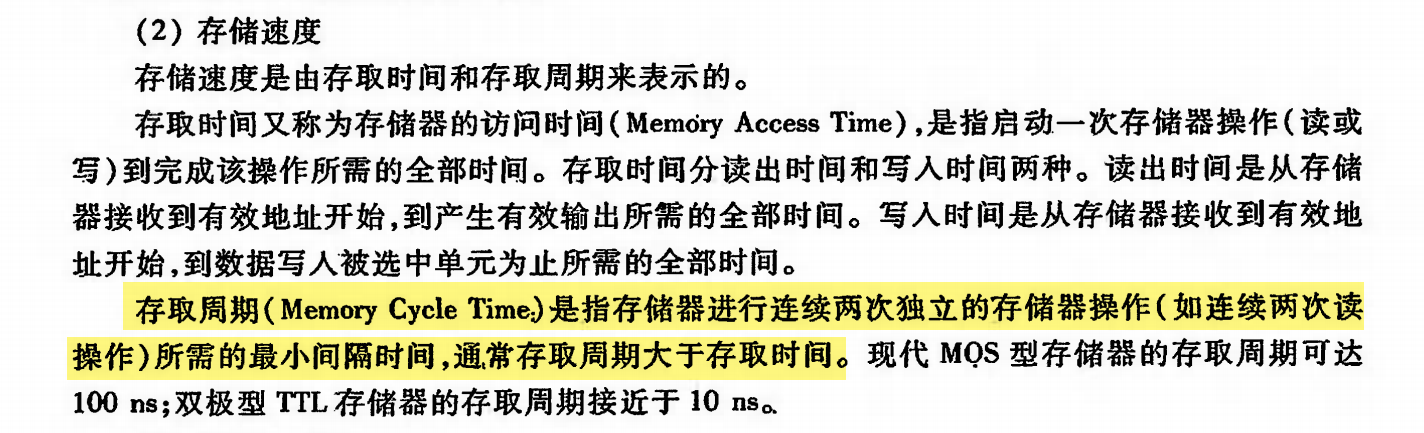 (2) 存储速度
存储速度是由存取时间和存取周期来表示的。
存取时间又称为存储器的访问时间(Memory Access Time),是指启动一次存储器操作(读或
写)到完成该操作所需的全部时间。存取时间分读出时间和写入时间两种。读出时间是从存储
器接收到有效地址开始,到产生有效输出所需的全部时间。写入时间是从存储器接收到有效地
址开始,到数据写入被选中单元为止所需的全部时间。
存取周期(Memory Cycle Time)是指存储器进行连续两次独立的存储器操作(如连续两次读
操作)所需的最小间隔时间,通常存取周期大于存取时间。现代 MOS 型存储器的存取周期可达
100 ns;双极型 TTL 存储器的存取周期接近于 10 ns。